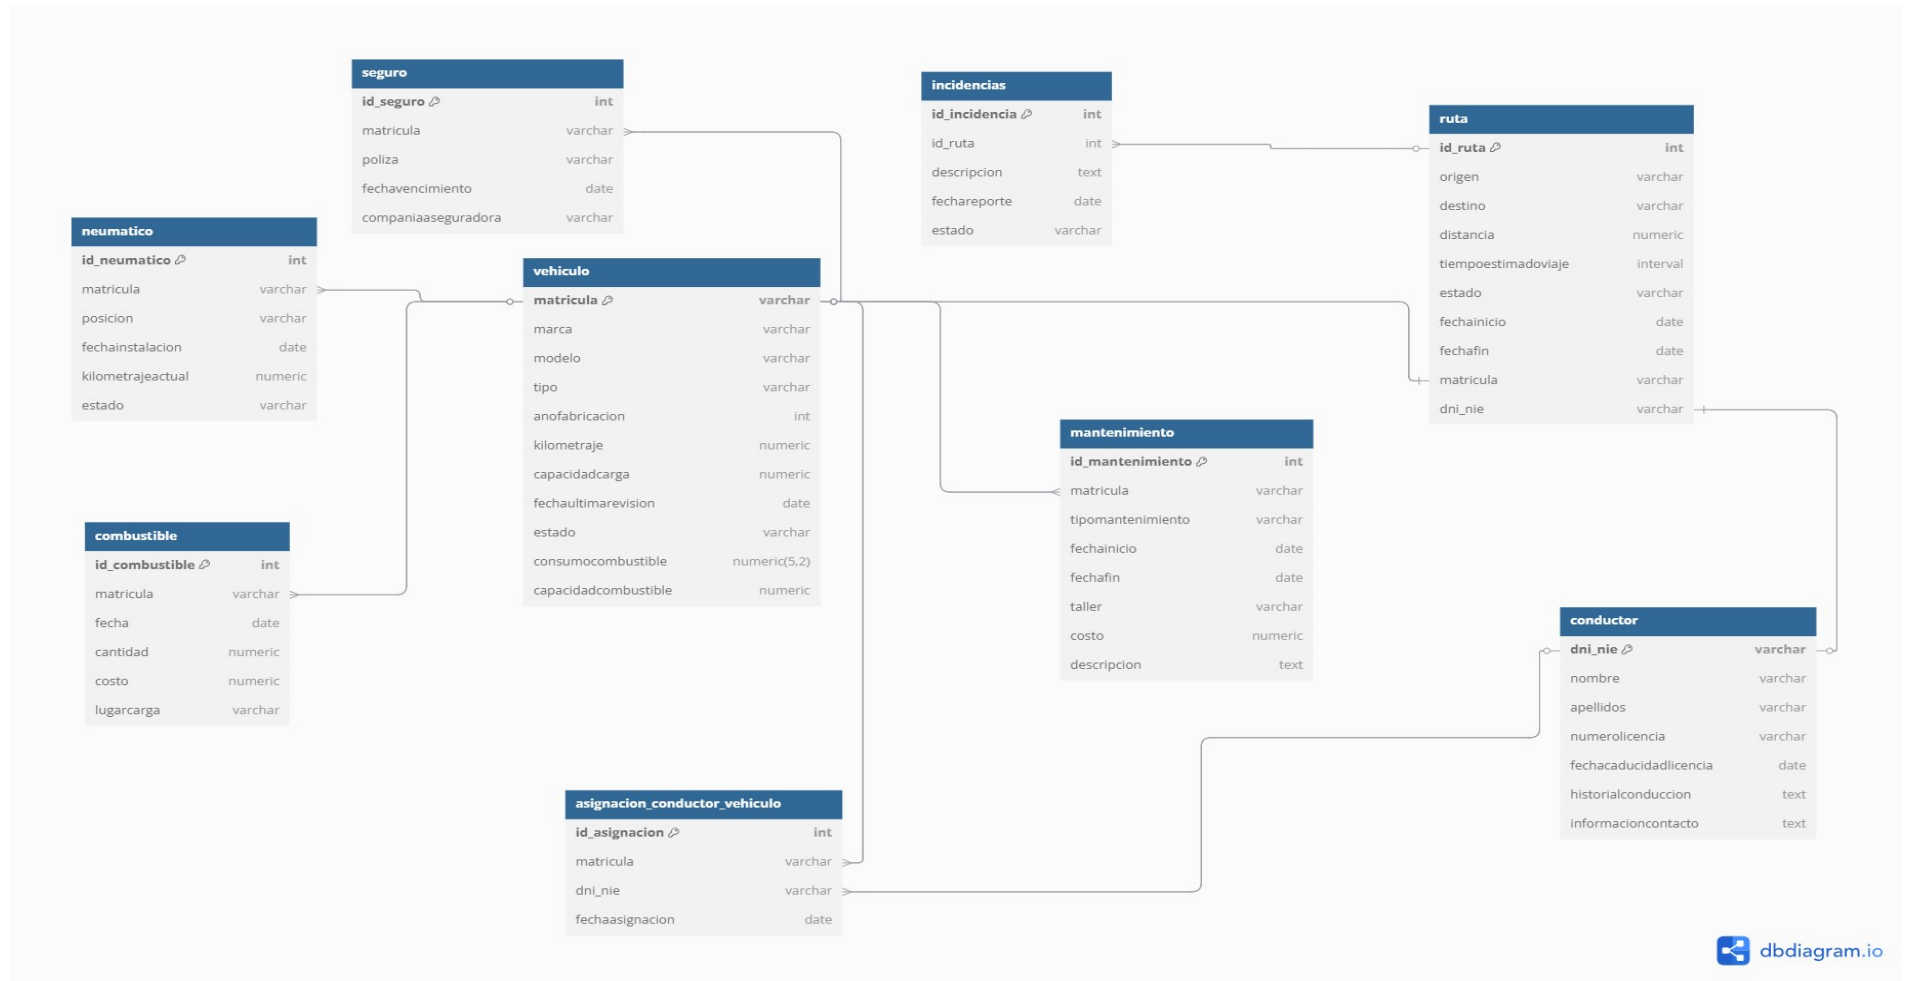 seguro
id_seguro int
matricula varchar
poliza varchar
fechavencimiento date
companiaaseguradora varchar
incidencias
id_incidencia int
id_ruta int
descripcion text
fechareporte date
estado varchar
ruta
id_ruta int
origen varchar
destino varchar
distancia numeric
tiempoestimadoviaje interval
estado varchar
fechainicio date
fechafin date
matricula varchar
dni_nie varchar
neumatico
id_neumatico int
matricula varchar
posicion varchar
fechainstalacion date
kilometrajeactual numeric
estado varchar
vehiculo
matricula varchar
marca varchar
modelo varchar
tipo varchar
anofabricacion int
kilometraje numeric
capacidadcarga numeric
fechaultimarevision date
estado varchar
consumocombustible numeric(5,2)
capacidadcombustible numeric
mantenimiento
id_mantenimiento int
matricula varchar
tipomantenimiento varchar
fechainicio date
fechafin date
taller varchar
costo numeric
descripcion text
combustible
id_combustible int
matricula varchar
fecha date
cantidad numeric
costo numeric
lugarcarga varchar
conductor
dni_nie varchar
nombre varchar
apellidos varchar
numerolicencia varchar
fechacaducidadlicencia date
historialconduccion text
informacioncontacto text
asignacion_conductor_vehiculo
id_asignacion int
matricula varchar
dni_nie varchar
fechaasignacion date
dbdiagram.io